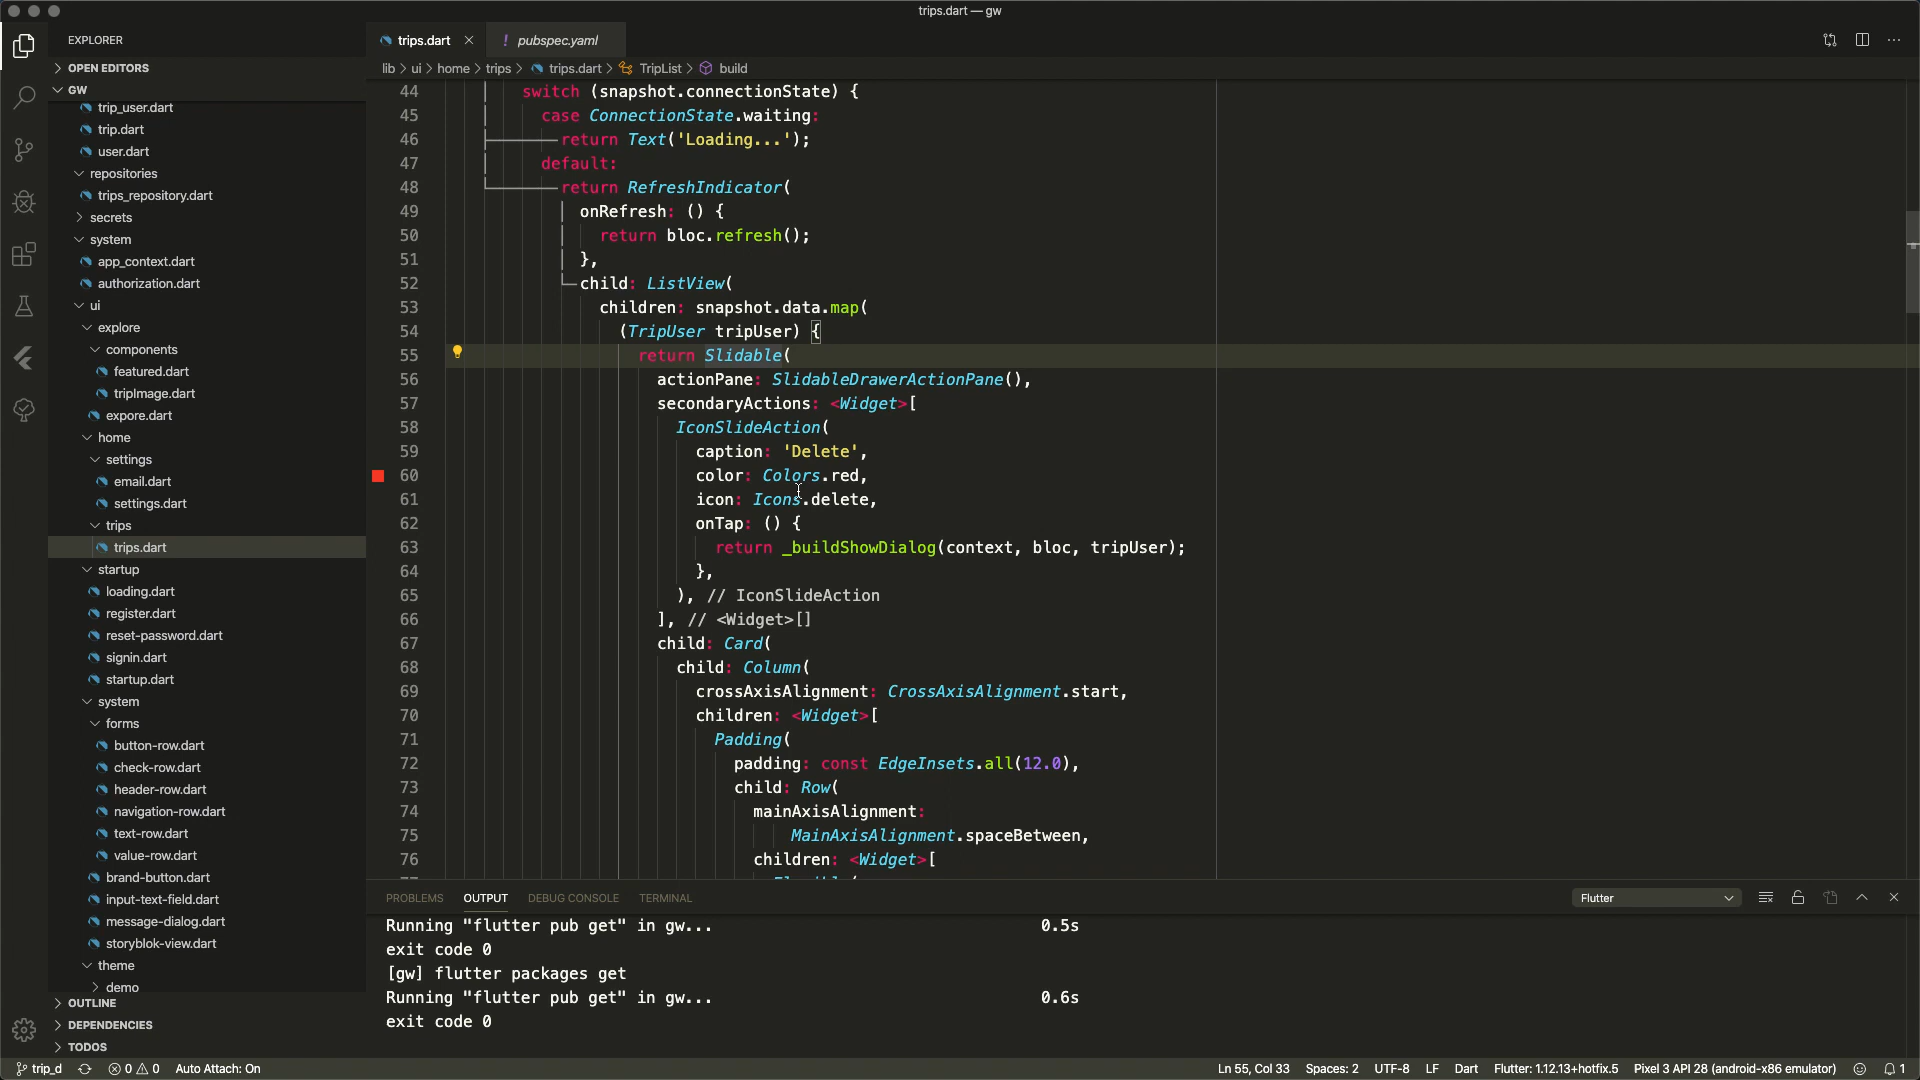 trips.dart — gw
EXPLORER
OPEN EDITORS
GW
trip_user.dart
trip.dart
user.dart
repositories
trips_repository.dart
secrets
system
app_context.dart
authorization.dart
ui
explore
components
featured.dart
tripImage.dart
expore.dart
home
settings
email.dart
settings.dart
trips
trips.dart
startup
loading.dart
register.dart
reset-password.dart
signin.dart
startup.dart
system
forms
button-row.dart
check-row.dart
header-row.dart
navigation-row.dart
text-row.dart
value-row.dart
brand-button.dart
input-text-field.dart
message-dialog.dart
storyblok-view.dart
theme
demo
OUTLINE
DEPENDENCIES
TODOS
trips.dart
! pubspec.yaml
lib > ui > home > trips > trips.dart > TripList > build
44 switch (snapshot.connectionState) {
45 case ConnectionState.waiting:
46 return Text('Loading...');
47 default:
48 return RefreshIndicator(
49 onRefresh: () {
50 return bloc.refresh();
51 },
52 child: ListView(
53 children: snapshot.data.map(
54 (TripUser tripUser) {
55 return Slidable(
56 actionPane: SlidableDrawerActionPane(),
57 secondaryActions: <Widget>[
58 IconSlideAction(
59 caption: 'Delete',
60 color: Colors.red,
61 icon: Icons.delete,
62 onTap: () {
63 return _buildShowDialog(context, bloc, tripUser);
64 },
65 ), // IconSlideAction
66 ], // <Widget>[]
67 child: Card(
68 child: Column(
69 crossAxisAlignment: CrossAxisAlignment.start,
70 children: <Widget>[
71 Padding(
72 padding: const EdgeInsets.all(12.0),
73 child: Row(
74 mainAxisAlignment:
75 MainAxisAlignment.spaceBetween,
76 children: <Widget>[
PROBLEMS OUTPUT DEBUG CONSOLE TERMINAL
Flutter
Running "flutter pub get" in gw... 0.5s
exit code 0
[gw] flutter packages get
Running "flutter pub get" in gw... 0.6s
exit code 0
trip_d 0 0 Auto Attach: On Ln 55, Col 33 Spaces: 2 UTF-8 LF Dart Flutter: 1.12.13+hotfix.5 Pixel 3 API 28 (android-x86 emulator) 1